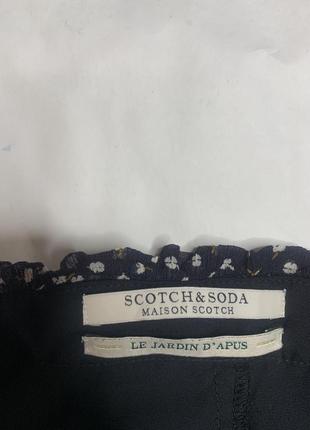 SCOTCH&SODA
MAISON SCOTCH
LE JARDIN D'APUS